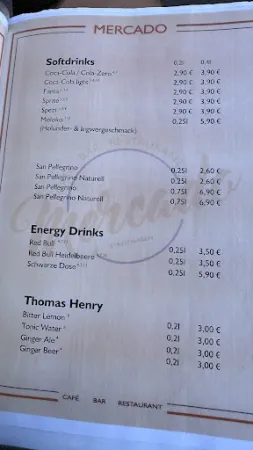 MERCADO
Softdrinks 0,2l 0,4l
Coca-Cola / Cola-Zero 2,90 € 3,90 €
Coca-Cola light 2,90 € 3,90 €
Fanta 2,90 € 3,90 €
Sprite 2,90 € 3,90 €
Spezi 2,90 € 3,90 €
Maloko 0,25l 5,90 €
(Holunder- & Ingwergeschmack)
San Pellegrino 0,25l 2,60 €
San Pellegrino Naturell 0,25l 2,60 €
San Pellegrino 0,75l 6,90 €
San Pellegrino Naturell 0,75l 6,90 €
Mercado
Energy Drinks
Red Bull 0,25l 3,50 €
Red Bull Heidelbeere 0,25l 3,50 €
Schwarze Dose 0,25l 5,90 €
Thomas Henry
Bitter Lemon 0,2l 3,00 €
Tonic Water 0,2l 3,00 €
Ginger Ale 0,2l 3,00 €
Ginger Beer 0,2l 3,00 €
CAFÉ BAR RESTAURANT